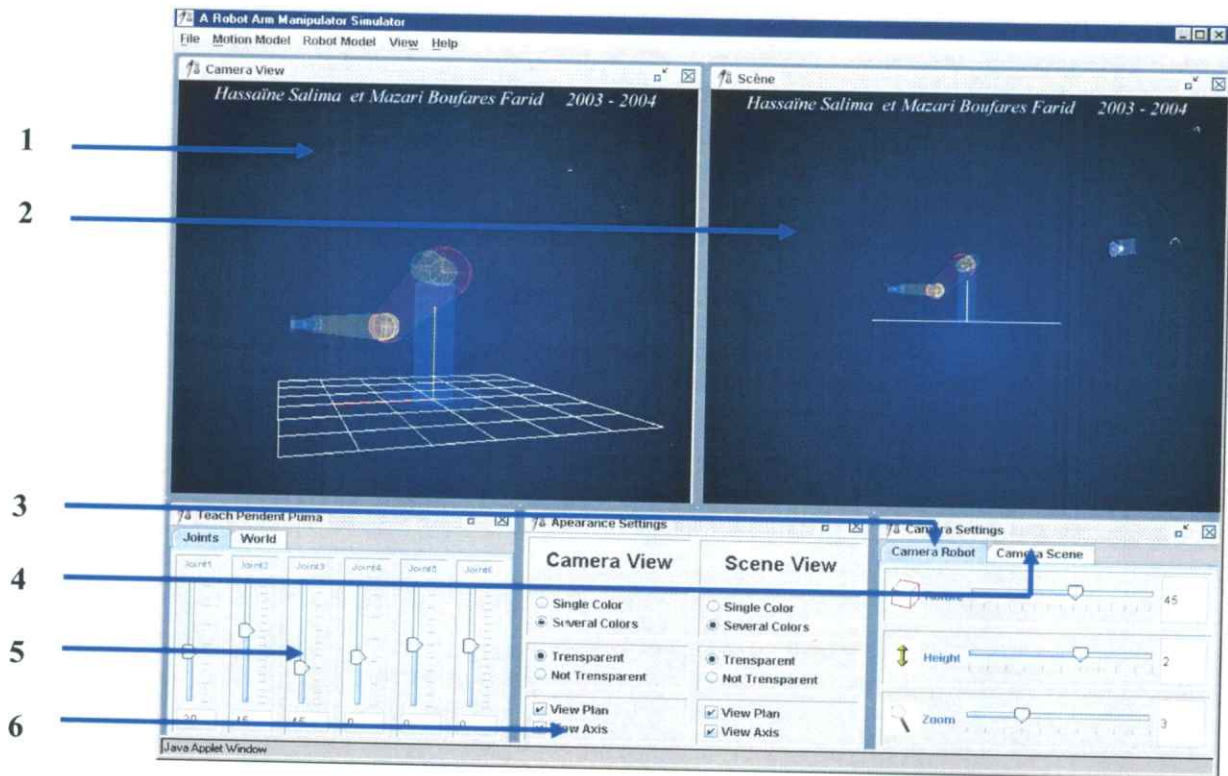 A Robot Arm Manipulator Simulator
File Motion Model Robot Model View Help
Camera View
Hassaïne Salima et Mazari Boufares Farid 2003 - 2004
Scène
Hassaïne Salima et Mazari Boufares Farid 2003 - 2004
1
2
3
4
5
6
Teach Pendent Puma
Joints World
Joint1 Joint2 Joint3 Joint4 Joint5 Joint6
45 0 0 0
Apearance Settings
Camera View
Single Color
Several Colors
Transparent
Not Transparent
View Plan
View Axis
Scene View
Single Color
Several Colors
Transparent
Not Transparent
View Plan
View Axis
Camera Settings
Camera Robot Camera Scene
45
Height 2
Zoom 3
Java Applet Window